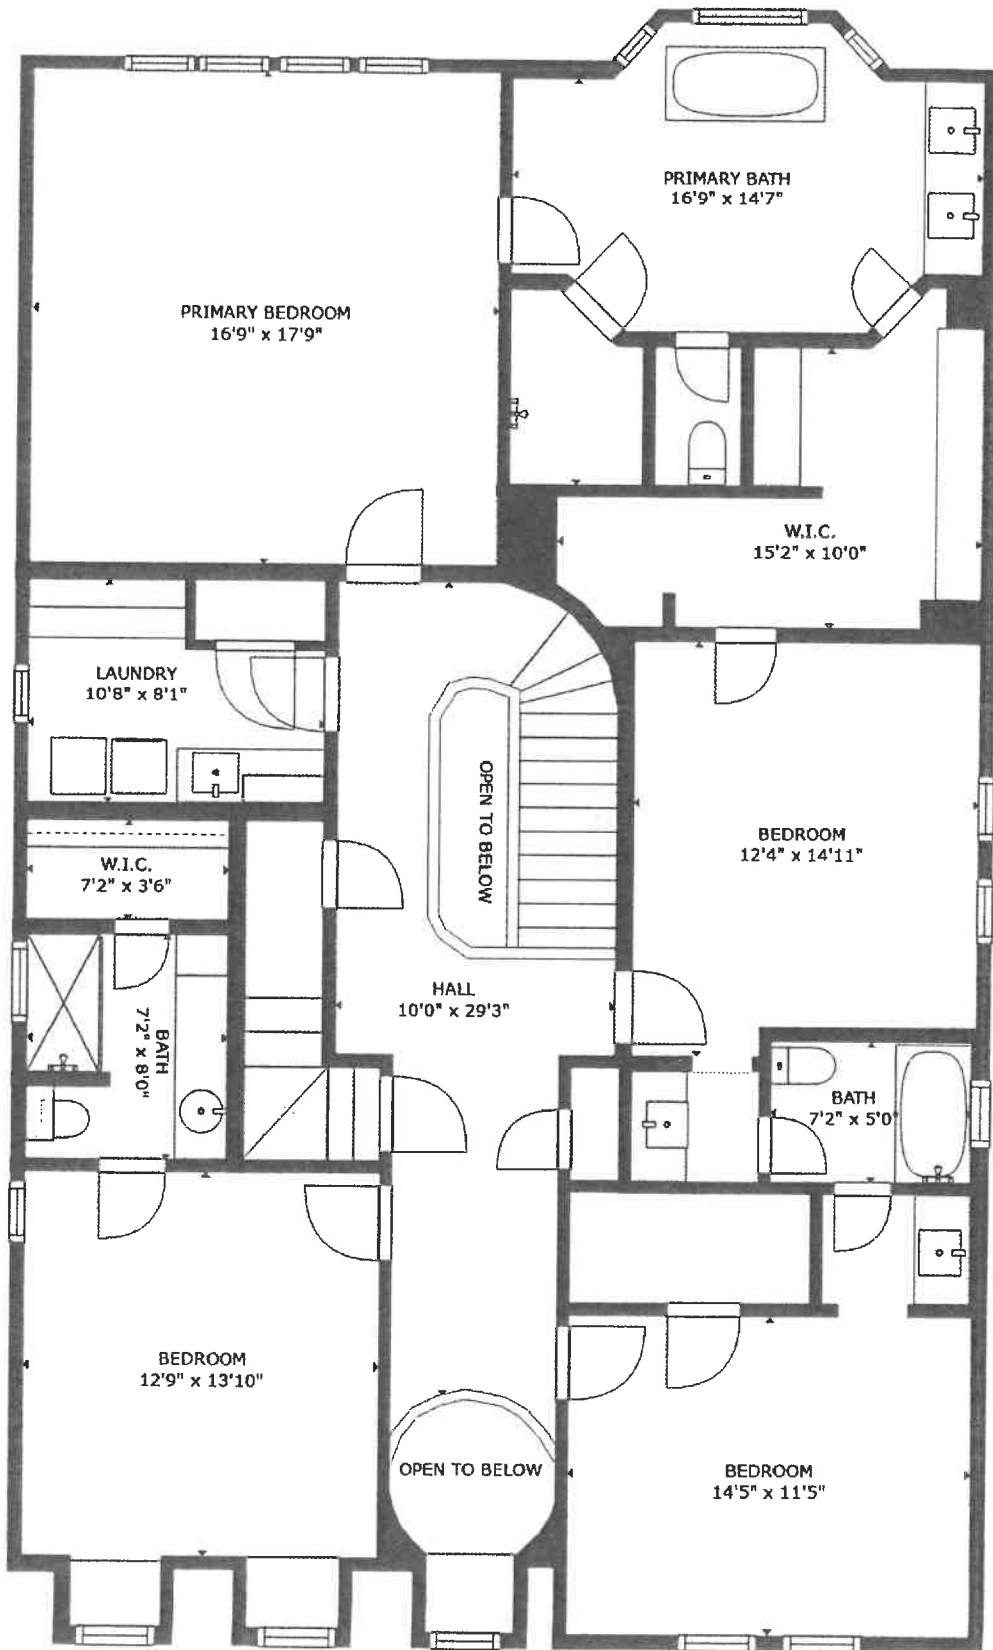 PRIMARY BATH
16'9" x 14'7"
PRIMARY BEDROOM
16'9" x 17'9"
W.I.C.
15'2" x 10'0"
LAUNDRY
10'8" x 8'1"
OPEN TO BELOW
BEDROOM
12'4" x 14'11"
W.I.C.
7'2" x 3'6"
HALL
10'0" x 29'3"
BATH
7'2" x 8'0"
BATH
7'2" x 5'0
BEDROOM
12'9" x 13'10"
OPEN TO BELOW
BEDROOM
14'5" x 11'5"